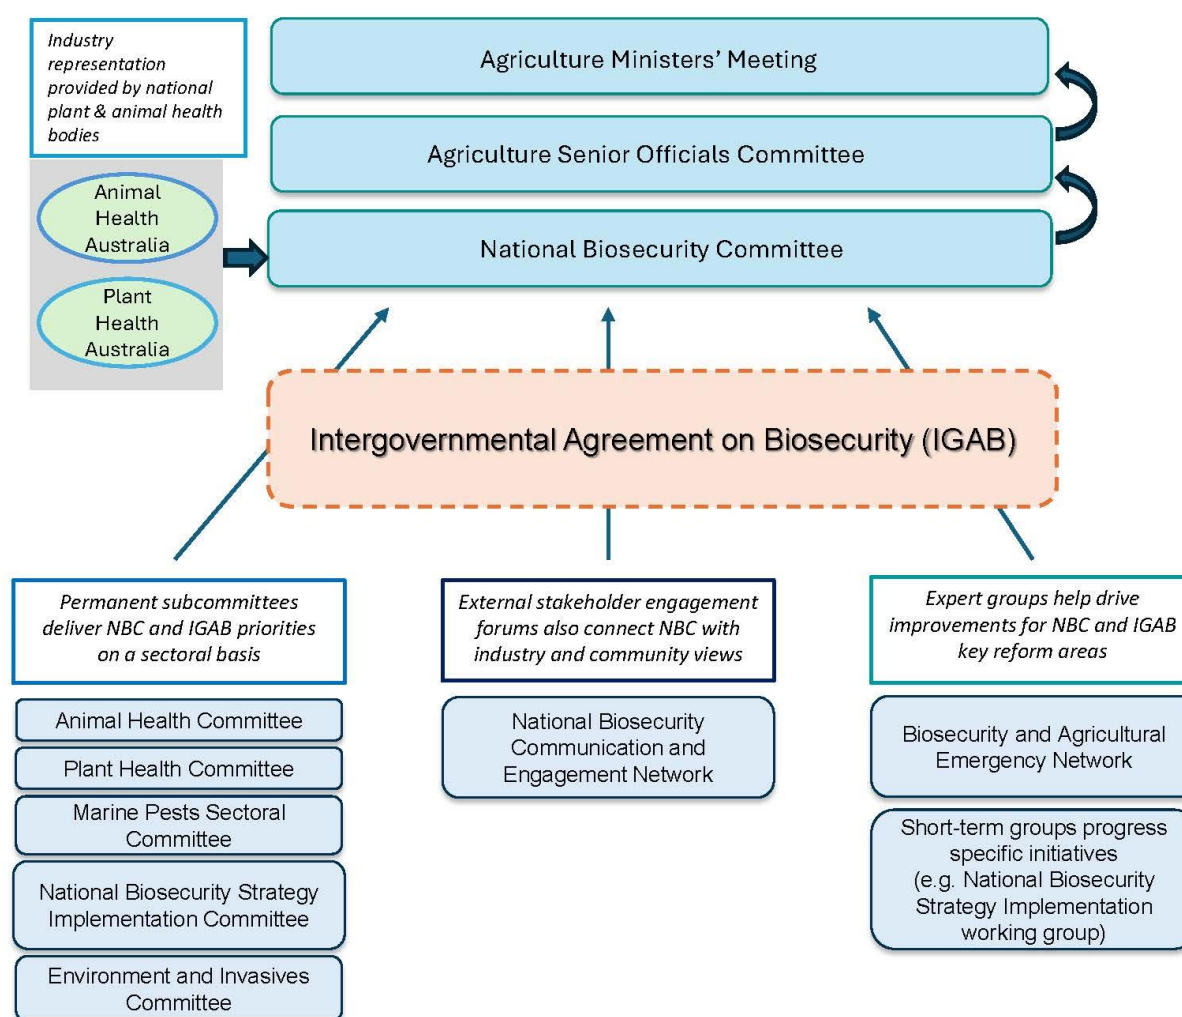 Industry
representation
provided by national
plant & animal health
bodies
Animal
Health
Australia
Plant
Health
Australia
Agriculture Ministers’ Meeting
Agriculture Senior Officials Committee
National Biosecurity Committee
Intergovernmental Agreement on Biosecurity (IGAB)
Permanent subcommittees
deliver NBC and IGAB priorities
on a sectoral basis
Animal Health Committee
Plant Health Committee
Marine Pests Sectoral
Committee
National Biosecurity Strategy
Implementation Committee
Environment and Invasives
Committee
External stakeholder engagement
forums also connect NBC with
industry and community views
National Biosecurity
Communication and
Engagement Network
Expert groups help drive
improvements for NBC and IGAB
key reform areas
Biosecurity and Agricultural
Emergency Network
Short-term groups progress
specific initiatives
(e.g. National Biosecurity
Strategy Implementation
working group)